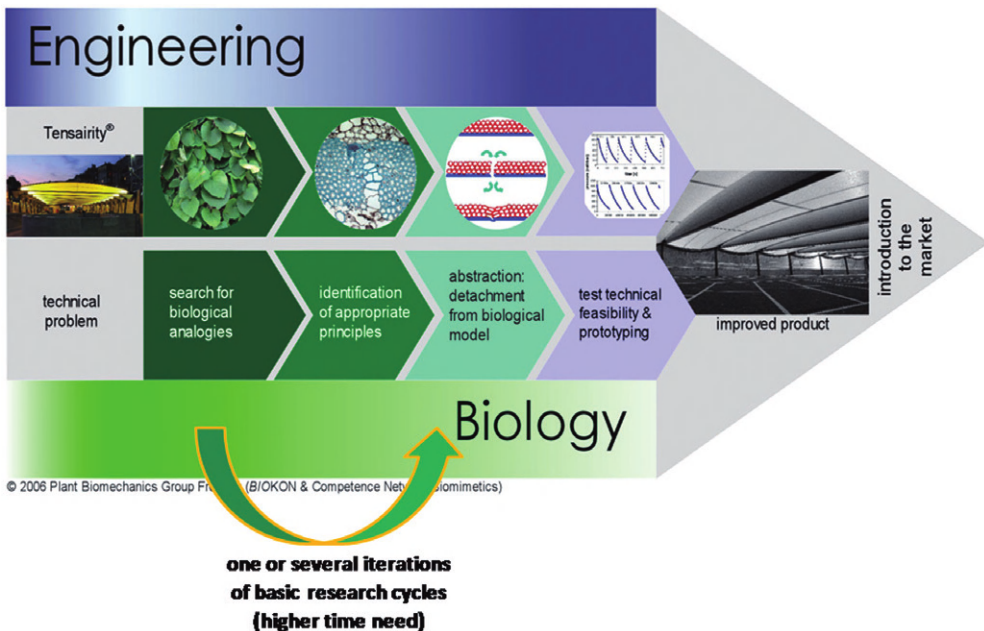 Engineering
Tensairity®
technical
problem
search for
biological
analogies
identification
of appropriate
principles
abstraction:
detachment
from biological
model
test technical
feasibility &
prototyping
improved product
introduction
to the
market
Biology
© 2006 Plant Biomechanics Group (BIOKON & Competence
one or several iterations
of basic research cycles
(higher time need)